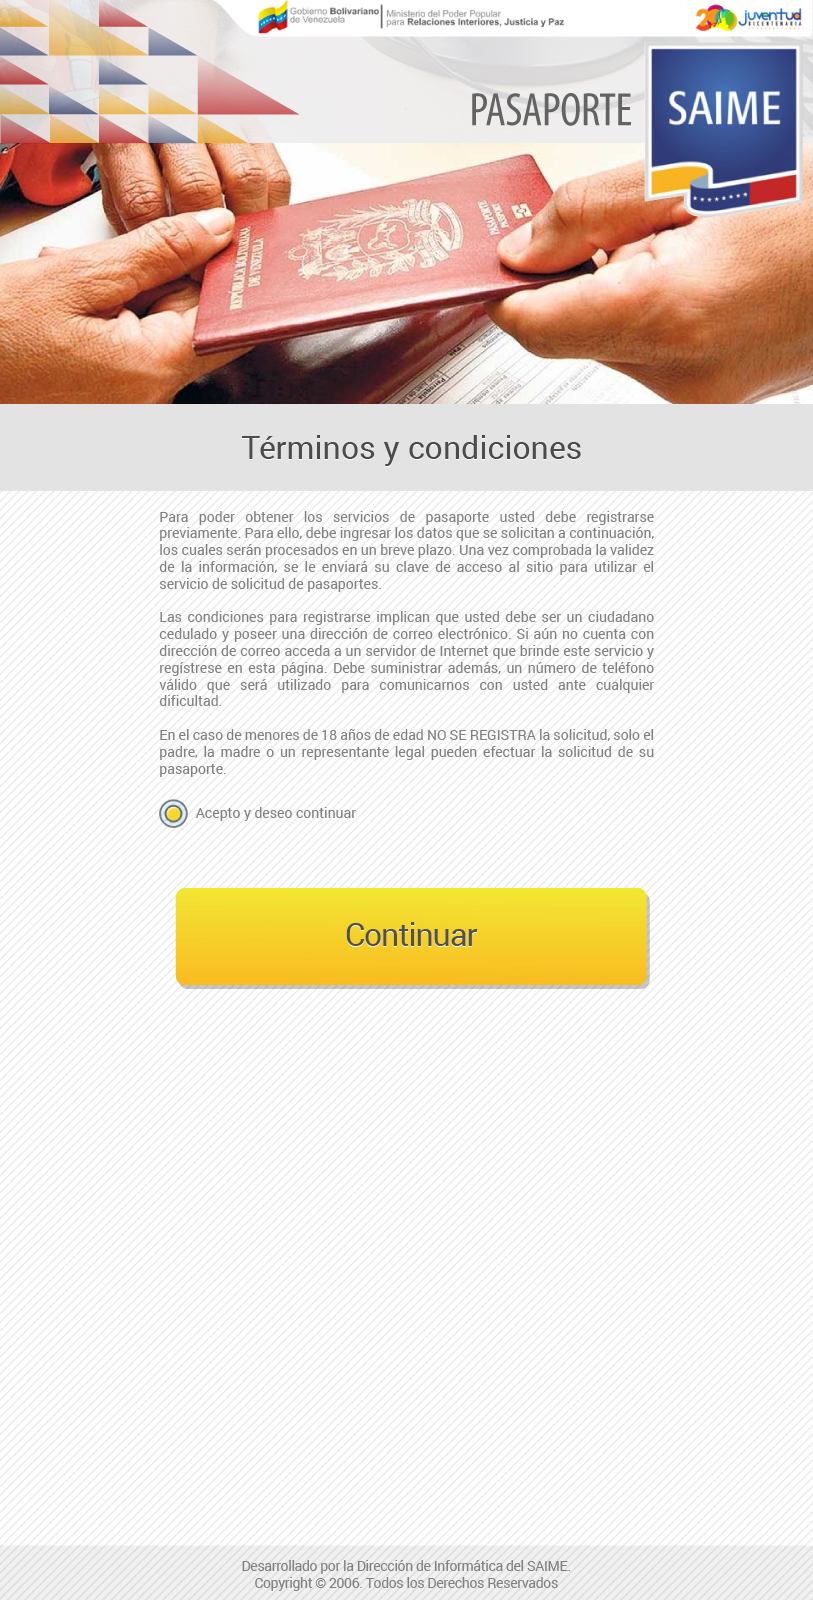 Gobierno Bolivariano
de Venezuela
Ministerio del Poder Popular
para Relaciones Interiores, Justicia y Paz
200 juventud
BICENTENARIA
PASAPORTE
SAIME
REPÚBLICA BOLIVARIANA
DE VENEZUELA
PASAPORTE
Términos y condiciones
Para poder obtener los servicios de pasaporte usted debe registrarse
previamente. Para ello, debe ingresar los datos que se solicitan a continuación,
los cuales serán procesados en un breve plazo. Una vez comprobada la validez
de la información, se le enviará su clave de acceso al sitio para utilizar el
servicio de solicitud de pasaportes.
Las condiciones para registrarse implican que usted debe ser un ciudadano
cedulado y poseer una dirección de correo electrónico. Si aún no cuenta con
dirección de correo acceda a un servidor de Internet que brinde este servicio y
regístrese en esta página. Debe suministrar además, un número de teléfono
válido que será utilizado para comunicarnos con usted ante cualquier
dificultad.
En el caso de menores de 18 años de edad NO SE REGISTRA la solicitud, solo el
padre, la madre o un representante legal pueden efectuar la solicitud de su
pasaporte.
Acepto y deseo continuar
Continuar
Desarrollado por la Dirección de Informática del SAIME.
Copyright © 2006. Todos los Derechos Reservados